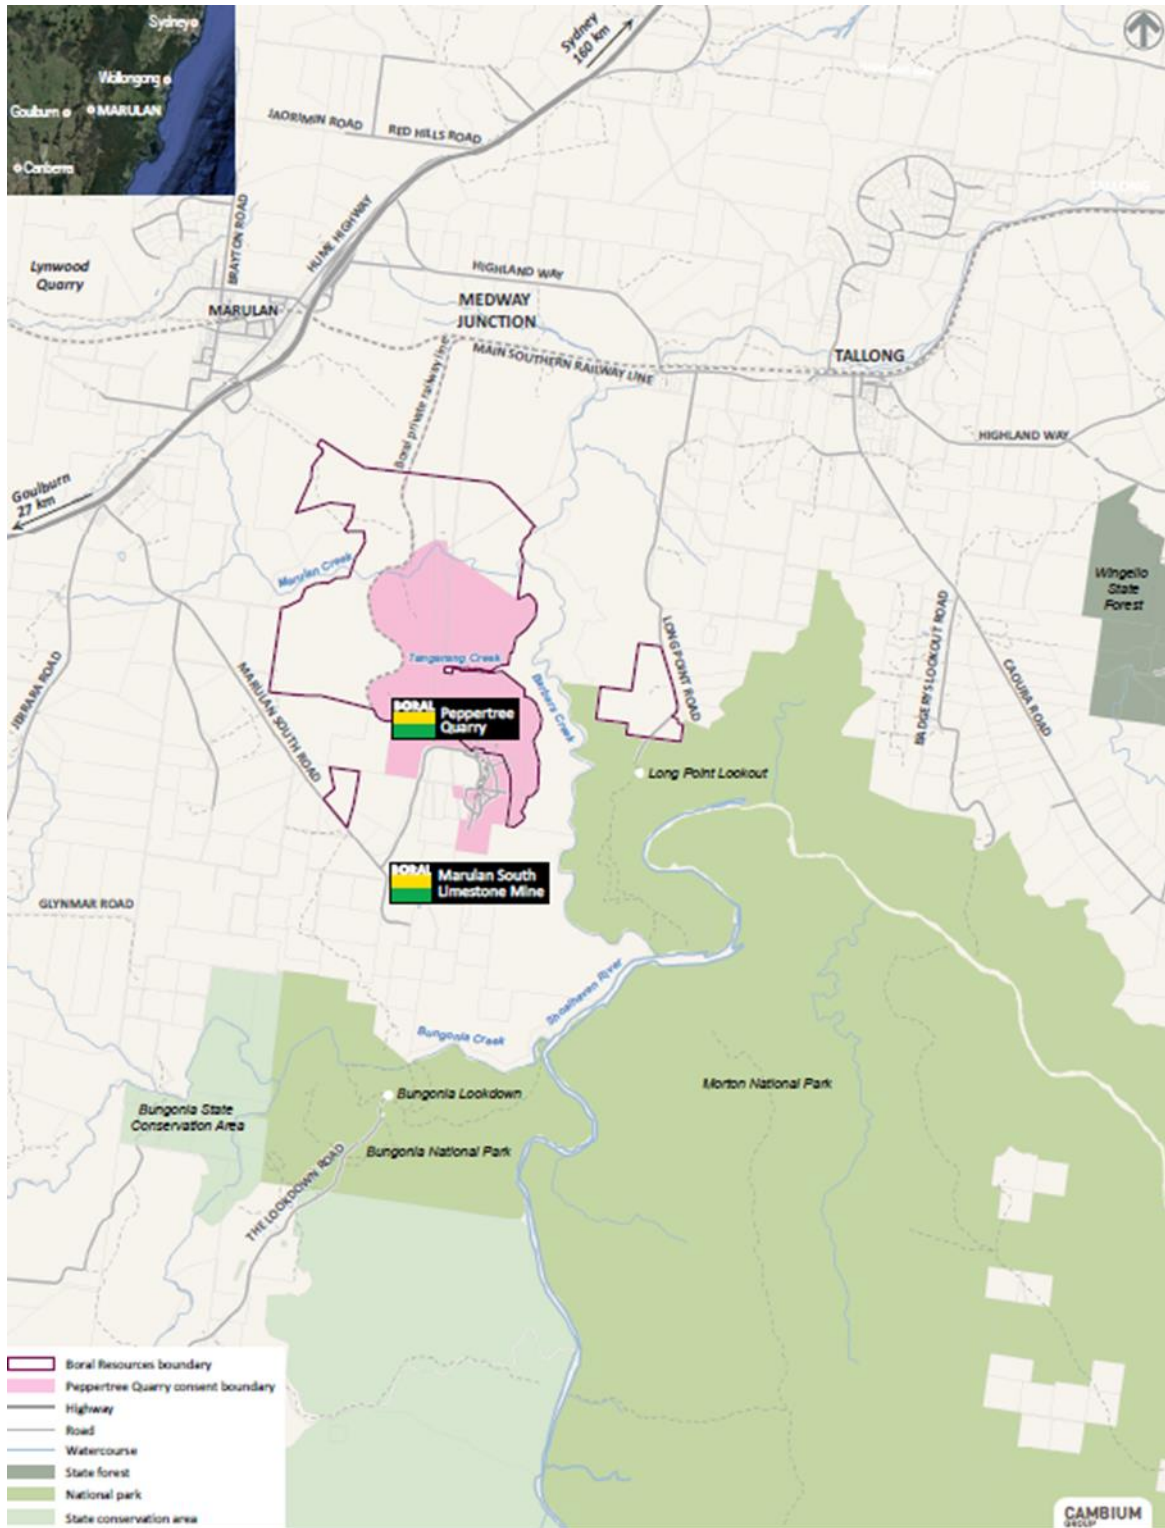 Sydney
Wollongong
Goulburn
MARULAN
Canberra
Sydney
160 km
JAORIMIN ROAD
RED HILLS ROAD
BRAYTON ROAD
HUME HIGHWAY
Lynwood
Quarry
HIGHLAND WAY
MARULAN
MEDWAY
JUNCTION
MAIN SOUTHERN RAILWAY LINE
TALLONG
Boral private railway line
HIGHLAND WAY
Goulburn
27 km
Marulan Creek
Wingello
State
Forest
Tangarang Creek
Barbers Creek
LONG POINT ROAD
BADGERYS LOOKOUT ROAD
CAOURA ROAD
JERRARA ROAD
MARULAN SOUTH ROAD
BORAL
Peppertree
Quarry
Long Point Lookout
BORAL
Marulan South
Limestone Mine
GLYNMAR ROAD
Shoalhaven River
Bungonia Creek
Morton National Park
Bungonia Lookdown
Bungonia State
Conservation Area
Bungonia National Park
THE LOOKDOWN ROAD
Boral Resources boundary
Peppertree Quarry consent boundary
Highway
Road
Watercourse
State forest
National park
State conservation area
CAMBIUM
GROUP